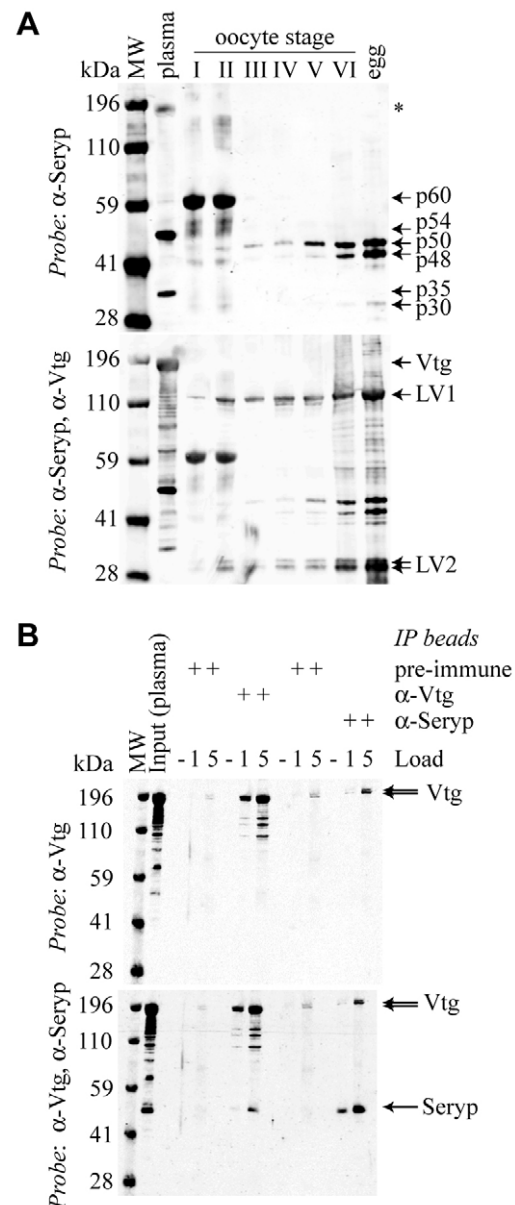 A
oocyte stage
kDa MW plasma I II III IV V VI egg
196
*
110
59
p60
p54
p50
p48
41
p35
p30
28
Probe: α-Seryp
196
Vtg
110
LV1
59
41
28
LV2
Probe: α-Seryp, α-Vtg
B
IP beads
++ ++ pre-immune
++ α-Vtg
++ α-Seryp
kDa MW Input (plasma) - 1 5 - 1 5 - 1 5 - 1 5 Load
196
Vtg
110
59
41
28
Probe: α-Vtg
196
Vtg
110
59
Seryp
41
28
Probe: α-Vtg, α-Seryp